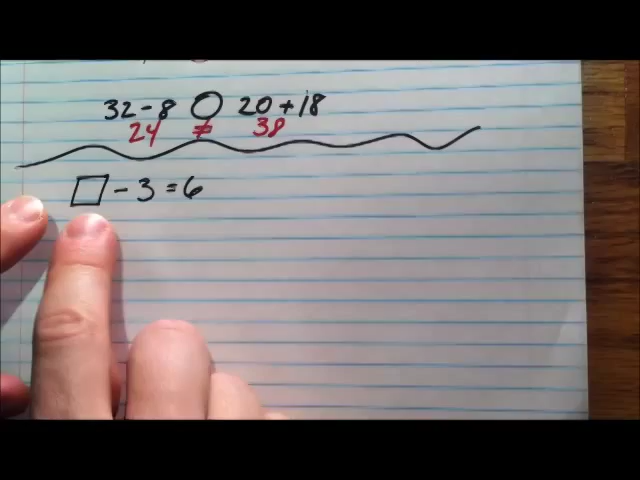 32 - 8 ◯ 20 + 18
24 ≠ 38
□ - 3 = 6